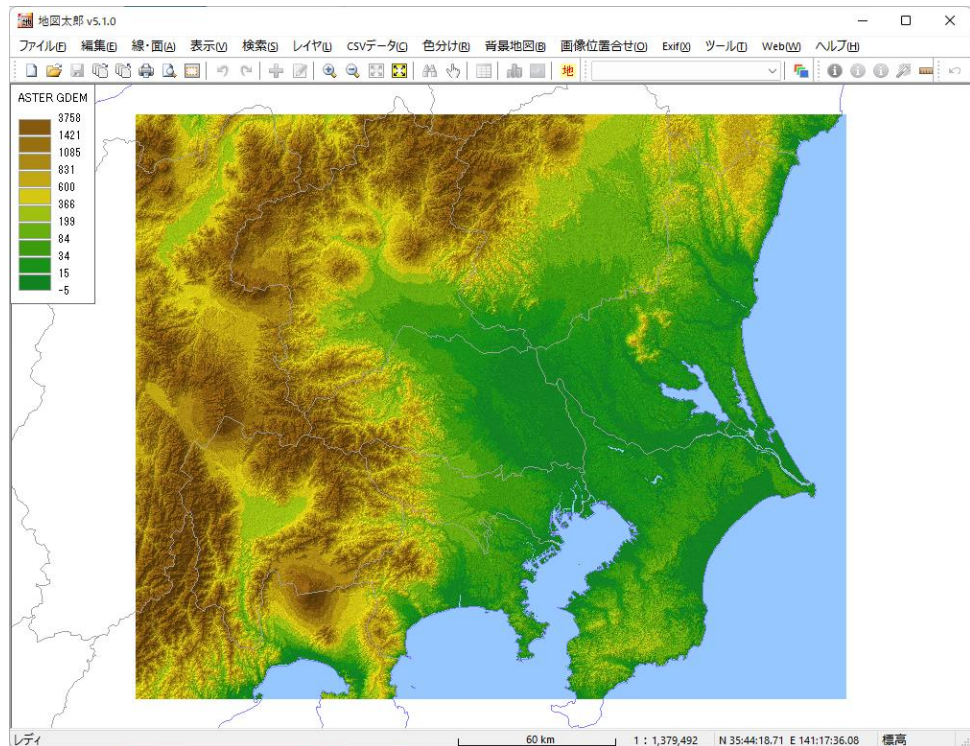 地図太郎 v5.1.0
ファイル(F) 編集(E) 線・面(A) 表示(V) 検索(S) レイヤ(L) CSVデータ(C) 色分け(R) 背景地図(B) 画像位置合せ(O) Exif(X) ツール(T) Web(W) ヘルプ(H)
地
ASTER GDEM
3758
1421
1085
831
600
366
199
84
34
15
-5
レディ 60 km 1 : 1,379,492 N 35:44:18.71 E 141:17:36.08 標高